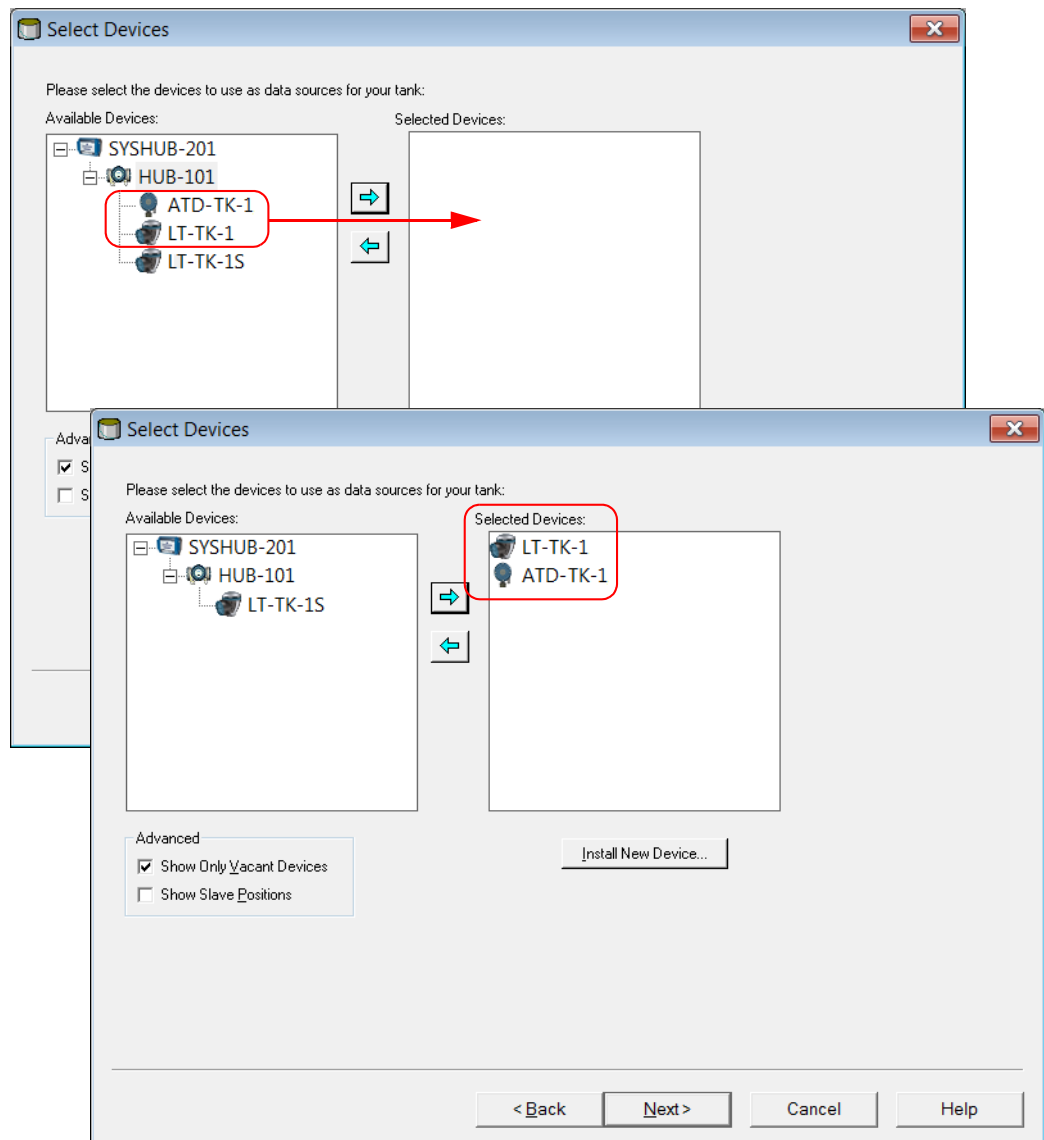 Select Devices
Please select the devices to use as data sources for your tank:
Available Devices:
Selected Devices:
SYSHUB-201
HUB-101
ATD-TK-1
LT-TK-1
LT-TK-1S
Adva
S
S
Select Devices
Please select the devices to use as data sources for your tank:
Available Devices:
Selected Devices:
SYSHUB-201
HUB-101
LT-TK-1S
LT-TK-1
ATD-TK-1
Advanced
Show Only Vacant Devices
Show Slave Positions
Install New Device...
< Back
Next >
Cancel
Help